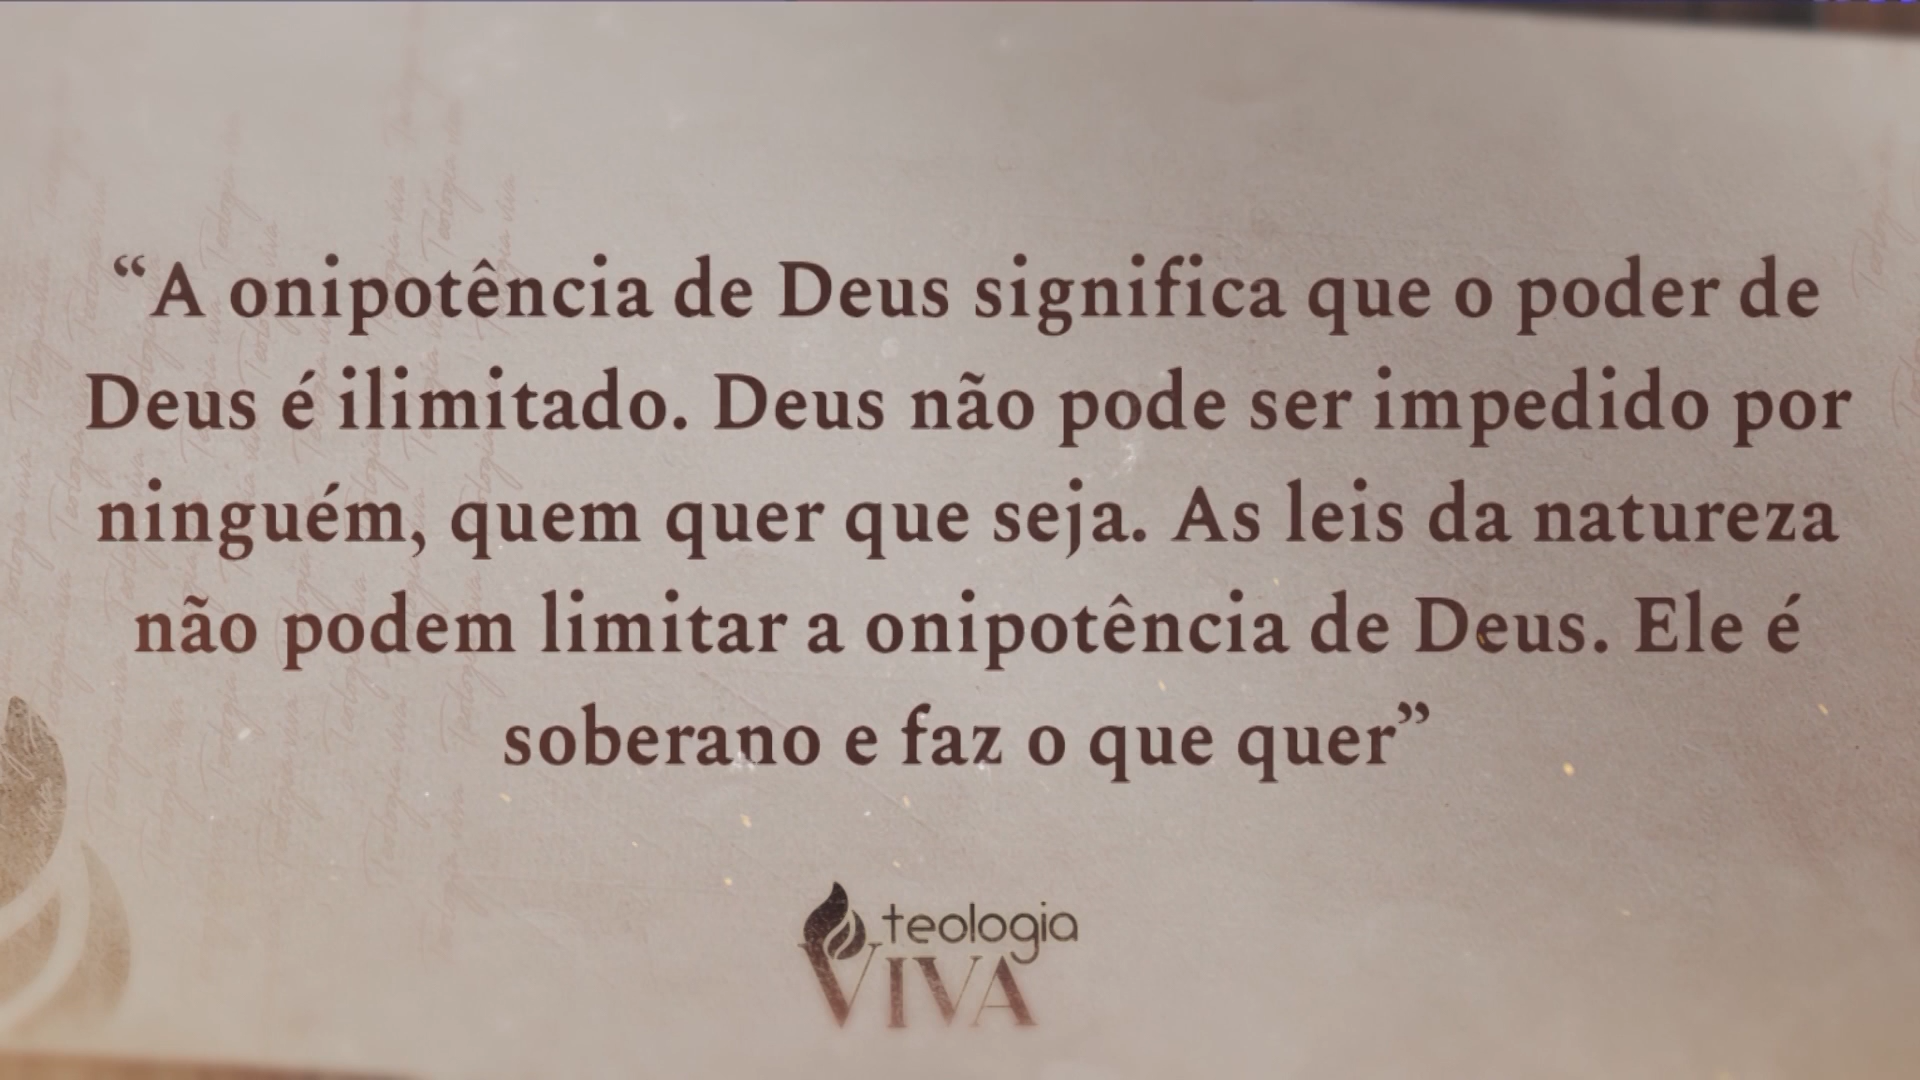 “A onipotência de Deus significa que o poder de
Deus é ilimitado. Deus não pode ser impedido por
ninguém, quem quer que seja. As leis da natureza
não podem limitar a onipotência de Deus. Ele é
soberano e faz o que quer”
teologia
VIVA